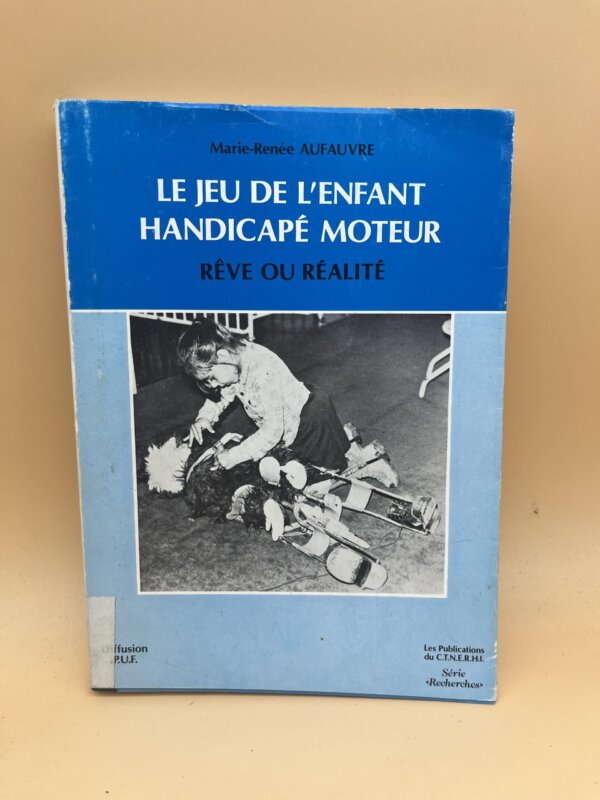 Marie-Renée AUFAUVRE
LE JEU DE L'ENFANT
HANDICAPÉ MOTEUR
RÊVE OU RÉALITÉ
Diffusion
P.U.F.
Les Publications
du C.T.N.E.R.H.I.
Série
«Recherches»